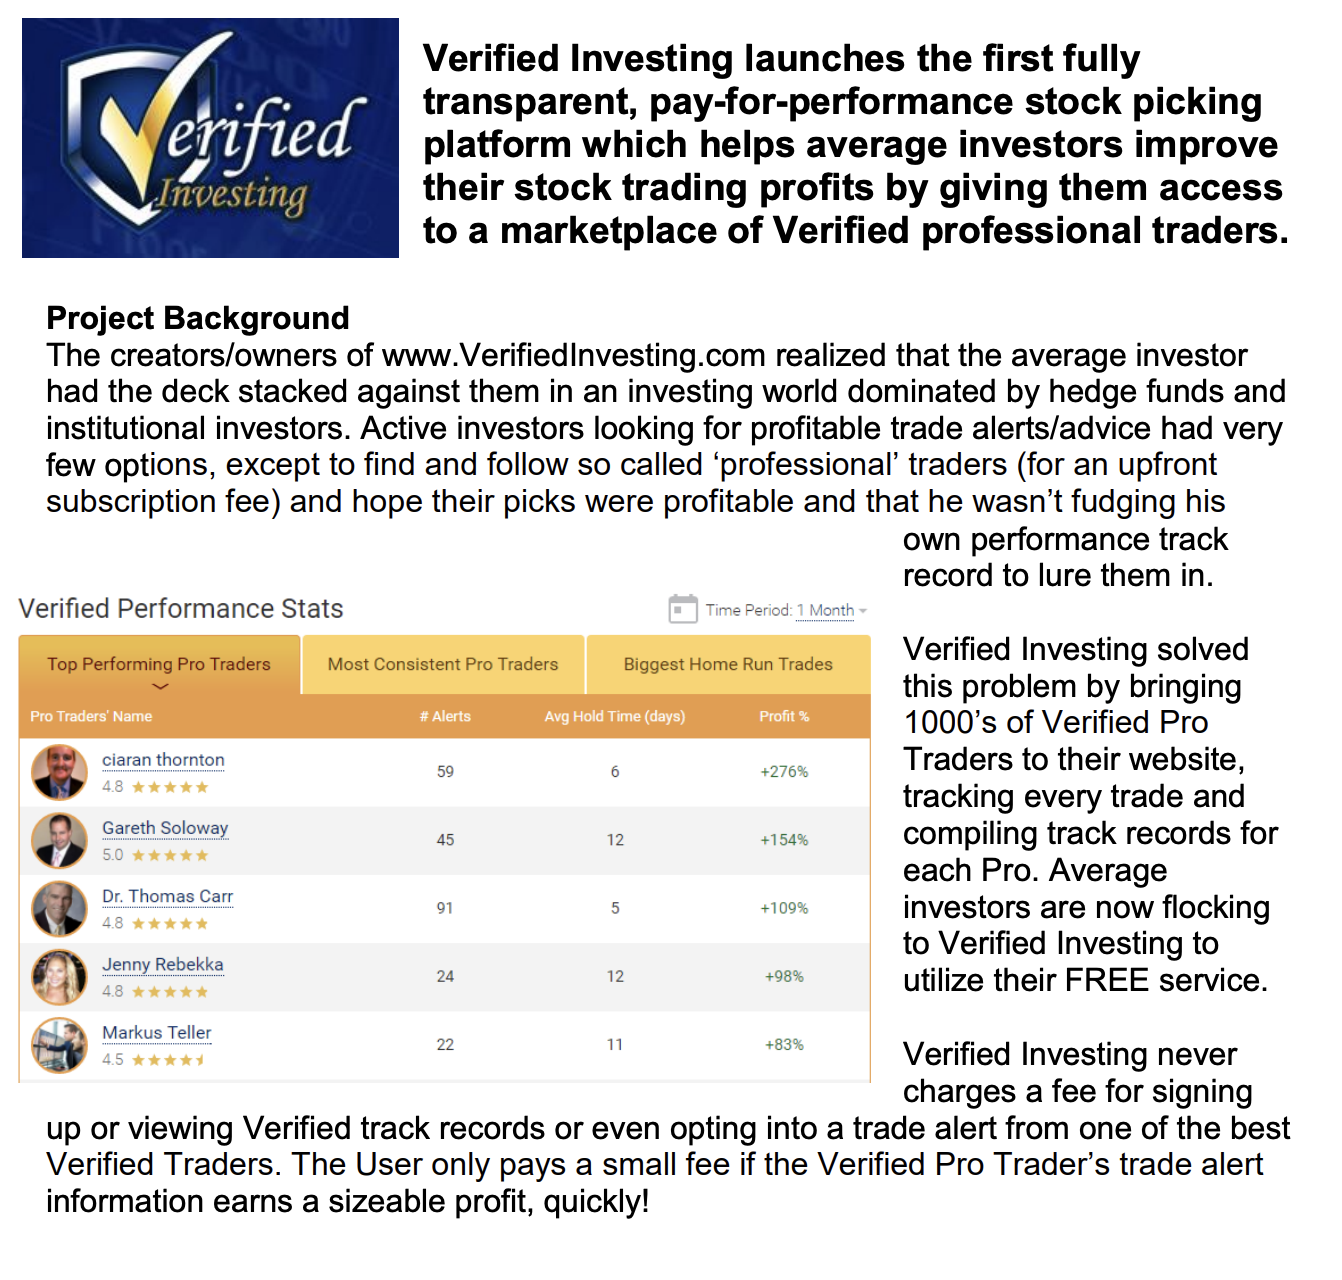 Verified
Investing
Verified Investing launches the first fully
transparent, pay-for-performance stock picking
platform which helps average investors improve
their stock trading profits by giving them access
to a marketplace of Verified professional traders.
Project Background
The creators/owners of www.VerifiedInvesting.com realized that the average investor
had the deck stacked against them in an investing world dominated by hedge funds and
institutional investors. Active investors looking for profitable trade alerts/advice had very
few options, except to find and follow so called ‘professional’ traders (for an upfront
subscription fee) and hope their picks were profitable and that he wasn’t fudging his
own performance track
record to lure them in.
Verified Performance Stats
Time Period: 1 Month
Top Performing Pro Traders
Most Consistent Pro Traders
Biggest Home Run Trades
Pro Traders' Name # Alerts Avg Hold Time (days) Profit %
ciaran thornton
4.8
59 6 +276%
Gareth Soloway
5.0
45 12 +154%
Dr. Thomas Carr
4.8
91 5 +109%
Jenny Rebekka
4.8
24 12 +98%
Markus Teller
4.5
22 11 +83%
Verified Investing solved
this problem by bringing
1000’s of Verified Pro
Traders to their website,
tracking every trade and
compiling track records for
each Pro. Average
investors are now flocking
to Verified Investing to
utilize their FREE service.
Verified Investing never
charges a fee for signing
up or viewing Verified track records or even opting into a trade alert from one of the best
Verified Traders. The User only pays a small fee if the Verified Pro Trader’s trade alert
information earns a sizeable profit, quickly!